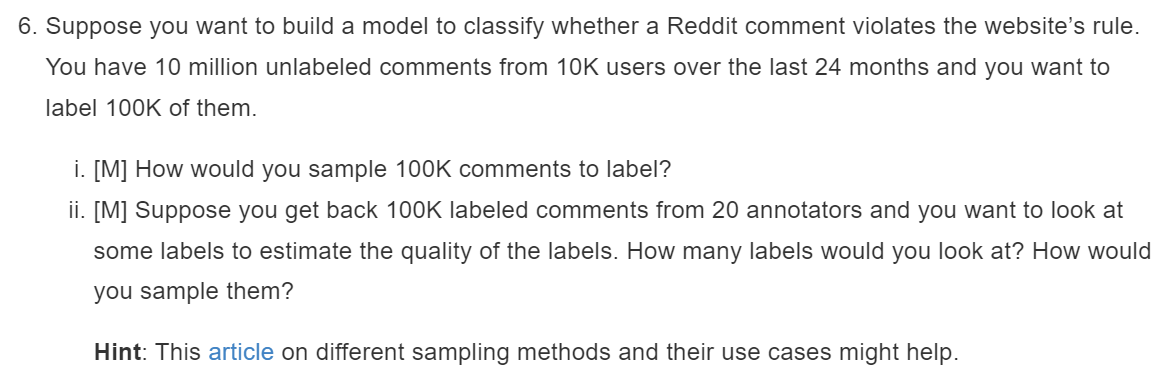 6. Suppose you want to build a model to classify whether a Reddit comment violates the website’s rule.
You have 10 million unlabeled comments from 10K users over the last 24 months and you want to
label 100K of them.
i. [M] How would you sample 100K comments to label?
ii. [M] Suppose you get back 100K labeled comments from 20 annotators and you want to look at
some labels to estimate the quality of the labels. How many labels would you look at? How would
you sample them?
Hint: This article on different sampling methods and their use cases might help.